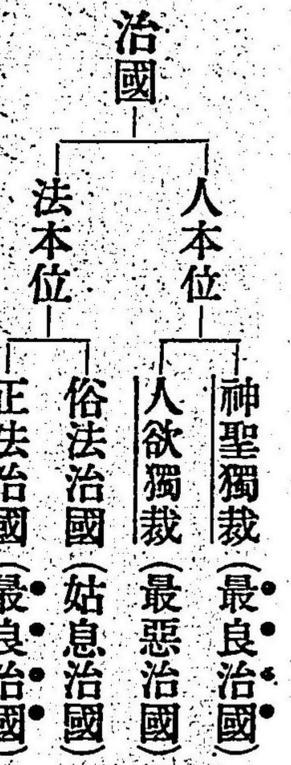 治國
人本位
神聖獨裁(最良治國)
人欲獨裁(最惡治國)
法本位
俗法治國(姑息治國)
正法治國(最良治國)